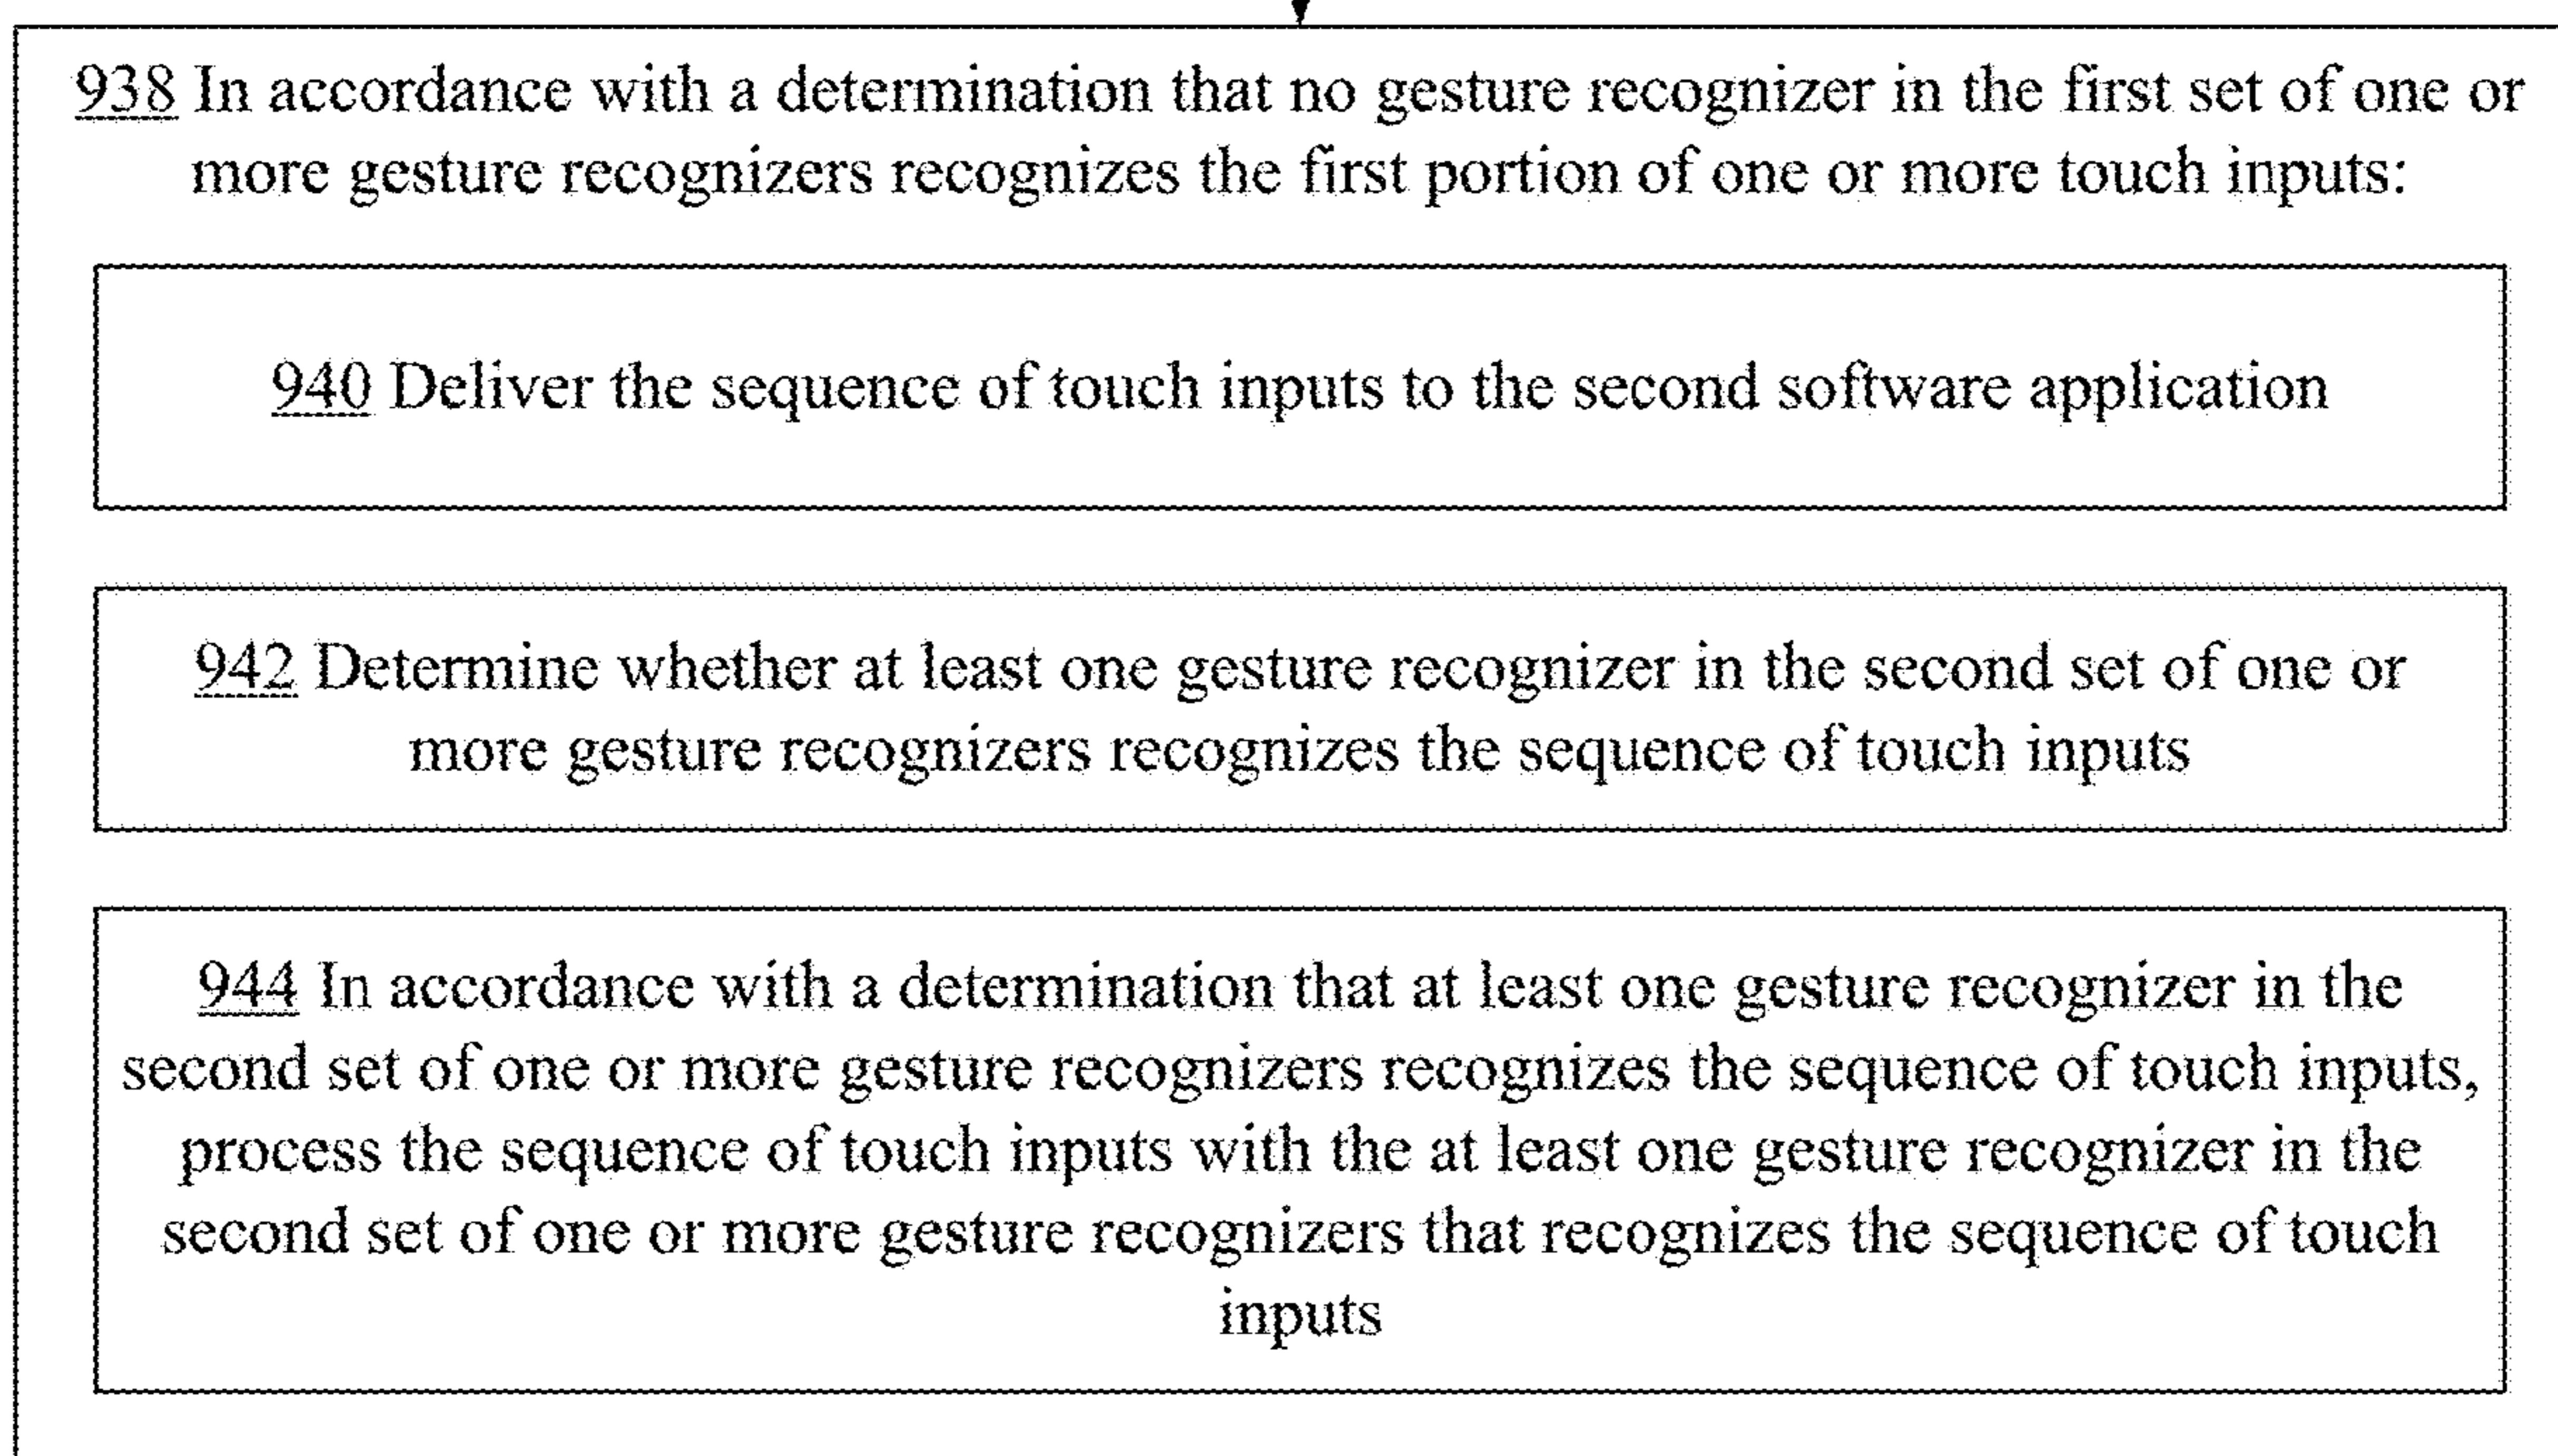 938 In accordance with a determination that no gesture recognizer in the first set of one or
more gesture recognizers recognizes the first portion of one or more touch inputs:
940 Deliver the sequence of touch inputs to the second software application
942 Determine whether at least one gesture recognizer in the second set of one or
more gesture recognizers recognizes the sequence of touch inputs
944 In accordance with a determination that at least one gesture recognizer in the
second set of one or more gesture recognizers recognizes the sequence of touch inputs,
process the sequence of touch inputs with the at least one gesture recognizer in the
second set of one or more gesture recognizers that recognizes the sequence of touch
inputs